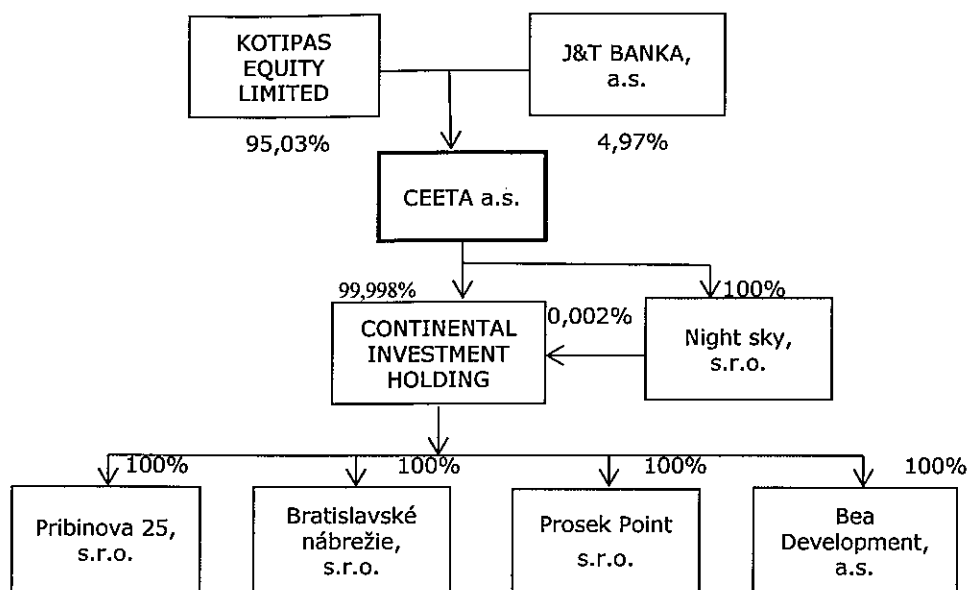 KOTIPAS
EQUITY
LIMITED
J&T BANKA,
a.s.
95,03%
4,97%
CEETA a.s.
99,998%
100%
0,002%
CONTINENTAL
INVESTMENT
HOLDING
Night sky,
s.r.o.
100%
100%
100%
100%
Pribinova 25,
s.r.o.
Bratislavské
nábrežie,
s.r.o.
Prosek Point
s.r.o.
Bea
Development,
a.s.